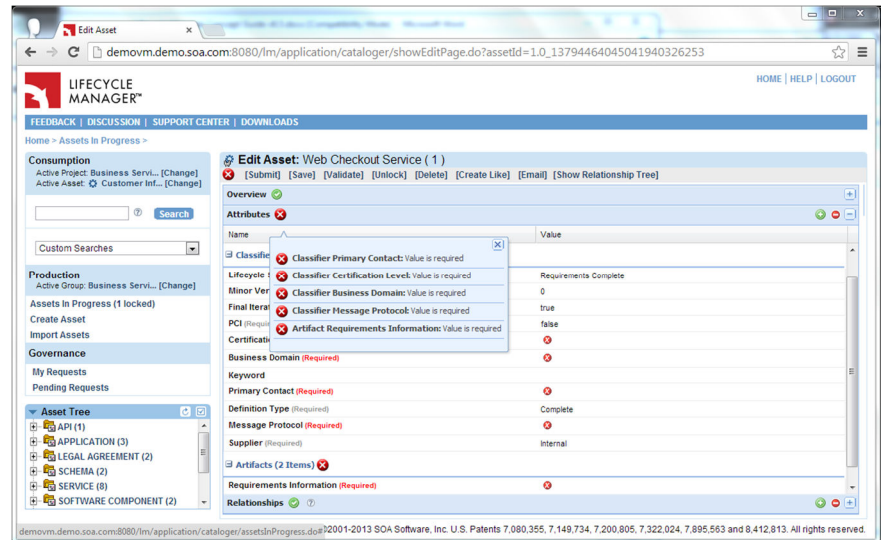 Edit Asset
demovm.demo.soa.com:8080/lm/application/cataloger/showEditPage.do?assetId=1.0_13794464045041940326253
LIFECYCLE
MANAGER™
HOME | HELP | LOGOUT
FEEDBACK | DISCUSSION | SUPPORT CENTER | DOWNLOADS
Home > Assets In Progress >
Consumption
Active Project: Business Servi... [Change]
Active Asset: Customer Inf... [Change]
Search
Custom Searches
Production
Active Group: Business Servi... [Change]
Assets In Progress (1 locked)
Create Asset
Import Assets
Governance
My Requests
Pending Requests
Asset Tree
API (1)
APPLICATION (3)
LEGAL AGREEMENT (2)
SCHEMA (2)
SERVICE (8)
SOFTWARE COMPONENT (2)
Edit Asset: Web Checkout Service ( 1 )
[Submit] [Save] [Validate] [Unlock] [Delete] [Create Like] [Email] [Show Relationship Tree]
Overview
Attributes
Name Value
Classifie
Classifier Primary Contact: Value is required
Classifier Certification Level: Value is required
Classifier Business Domain: Value is required
Classifier Message Protocol: Value is required
Artifact Requirements Information: Value is required
Lifecycle S Requirements Complete
Minor Ver 0
Final Iterat true
PCI (Requir false
Certificati
Business Domain (Required)
Keyword
Primary Contact (Required)
Definition Type (Required) Complete
Message Protocol (Required)
Supplier (Required) Internal
Artifacts (2 Items)
Requirements Information (Required)
Relationships
demovm.demo.soa.com:8080/lm/application/cataloger/assetsInProgress.do#
2001-2013 SOA Software, Inc. U.S. Patents 7,080,355, 7,149,734, 7,200,805, 7,322,024, 7,895,563 and 8,412,813. All rights reserved.